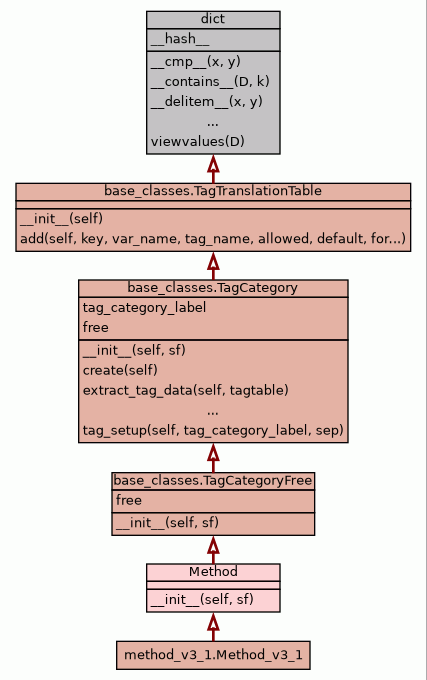 dict
__hash__
__cmp__(x, y)
__contains__(D, k)
__delitem__(x, y)
...
viewvalues(D)
base_classes.TagTranslationTable
__init__(self)
add(self, key, var_name, tag_name, allowed, default, for...)
base_classes.TagCategory
tag_category_label
free
__init__(self, sf)
create(self)
extract_tag_data(self, tagtable)
...
tag_setup(self, tag_category_label, sep)
base_classes.TagCategoryFree
free
__init__(self, sf)
Method
__init__(self, sf)
method_v3_1.Method_v3_1